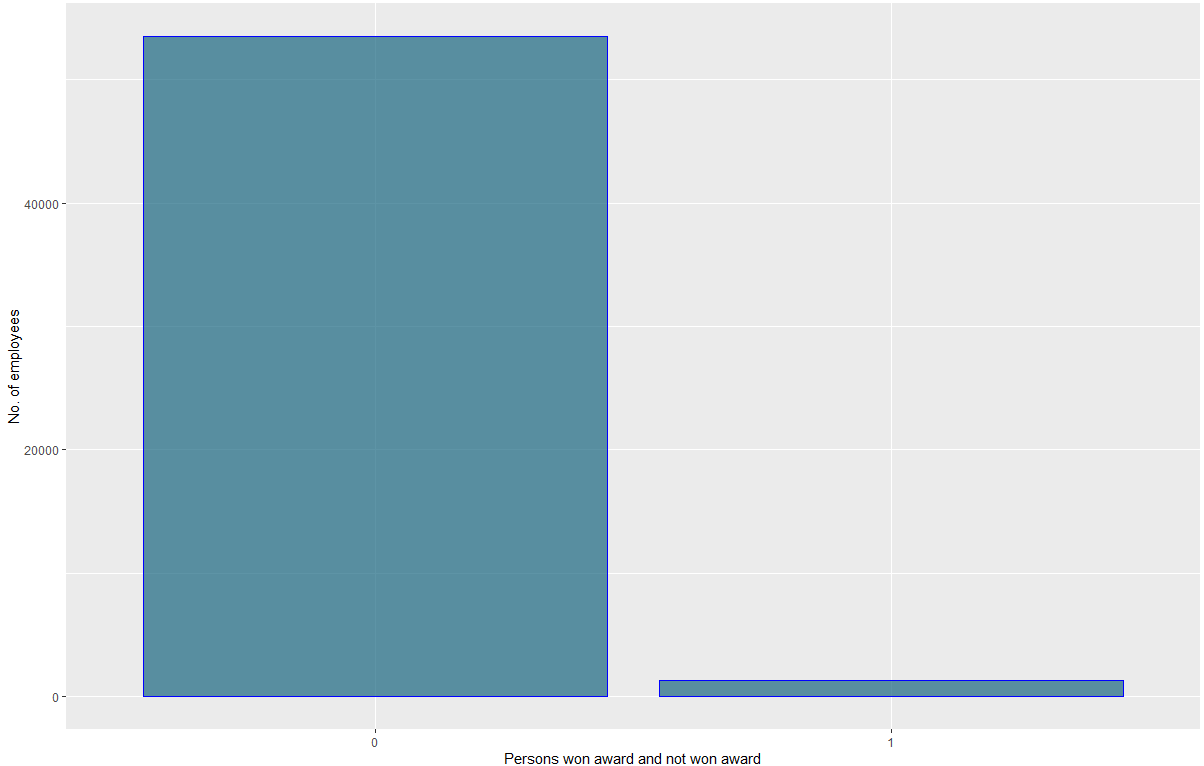 40000
20000
0
No. of employees
0
1
Persons won award and not won award